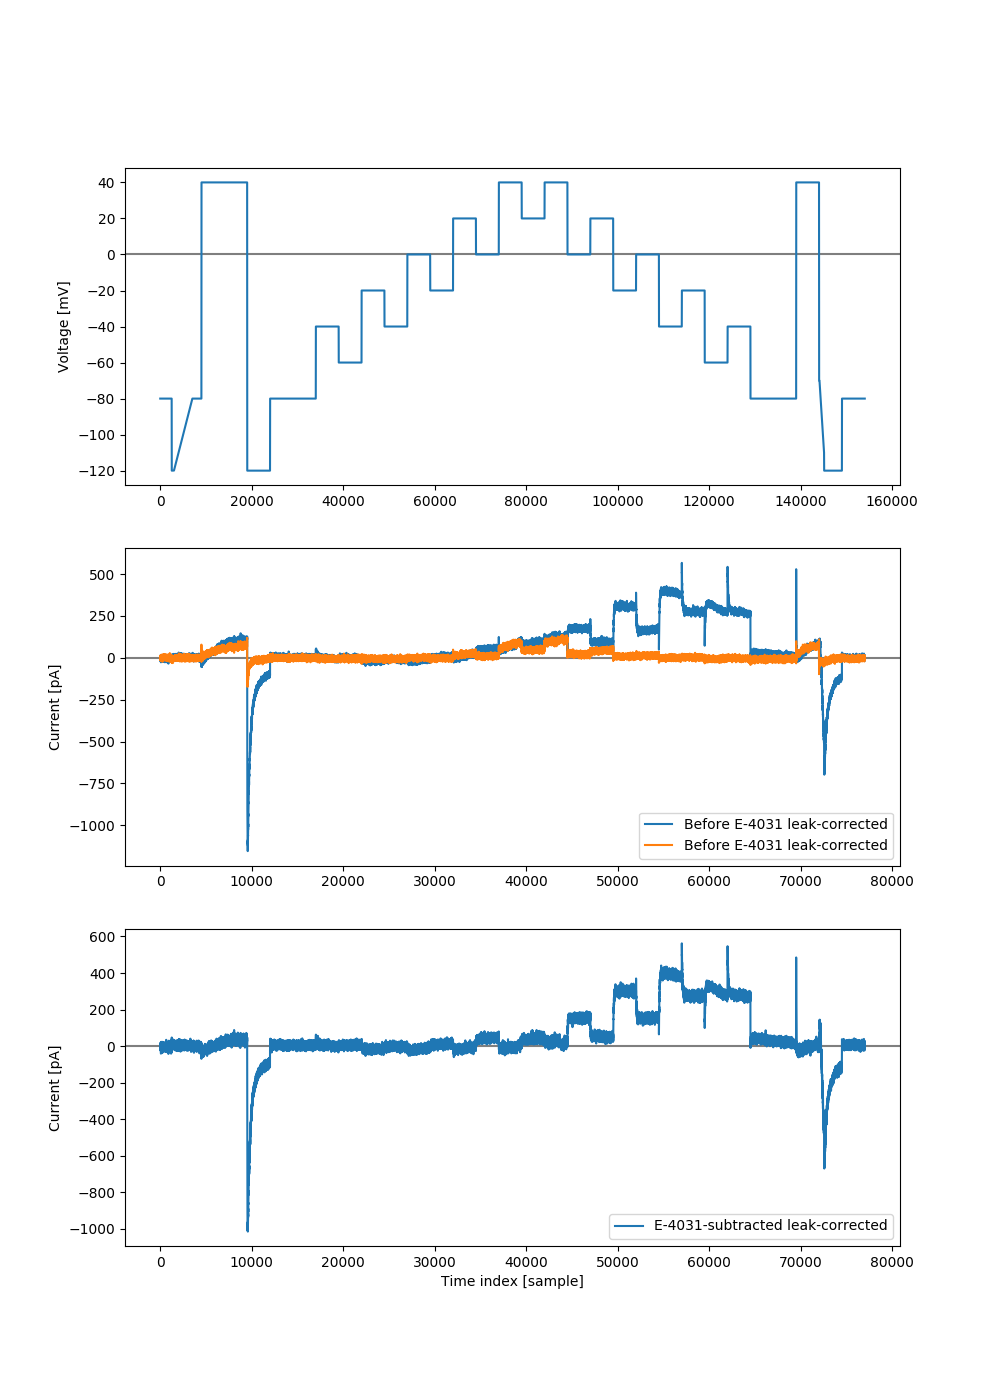 40
20
0
−20
−40
−60
−80
−100
−120
Voltage [mV]
0 20000 40000 60000 80000 100000 120000 140000 160000
500
250
0
−250
−500
−750
−1000
Current [pA]
Before E-4031 leak-corrected
Before E-4031 leak-corrected
0 10000 20000 30000 40000 50000 60000 70000 80000
600
400
200
0
−200
−400
−600
−800
−1000
Current [pA]
E-4031-subtracted leak-corrected
0 10000 20000 30000 40000 50000 60000 70000 80000
Time index [sample]